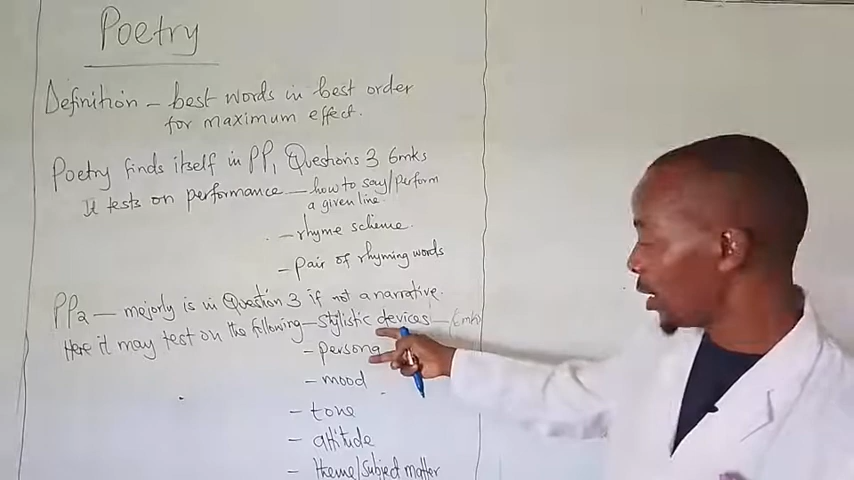 Poetry
Definition – best words in best order
for maximum effect.
Poetry finds itself in PP1 Questions 3 6mks
It tests on performance – how to say/perform
a given line.
– rhyme scheme.
– pair of rhyming words
PP2 – mejorly is in Question 3 if not a narrative.
Here it may test on the following – stylistic devices – (6mks
– persona
– mood
– tone
– attitude
– theme/subject matter